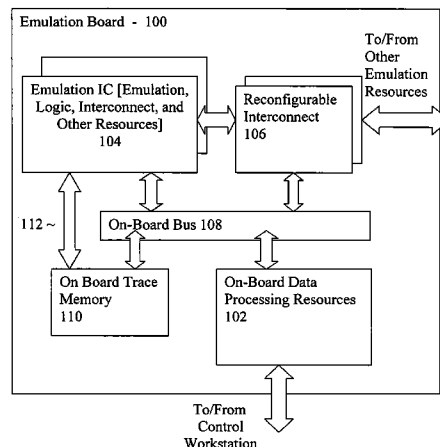 Emulation Board - 100
To/From
Other
Emulation
Resources
Emulation IC [Emulation,
Logic, Interconnect, and
Other Resources]
104
Reconfigurable
Interconnect
106
112 ~
On-Board Bus 108
On Board Trace
Memory
110
On-Board Data
Processing Resources
102
To/From
Control
Workstation